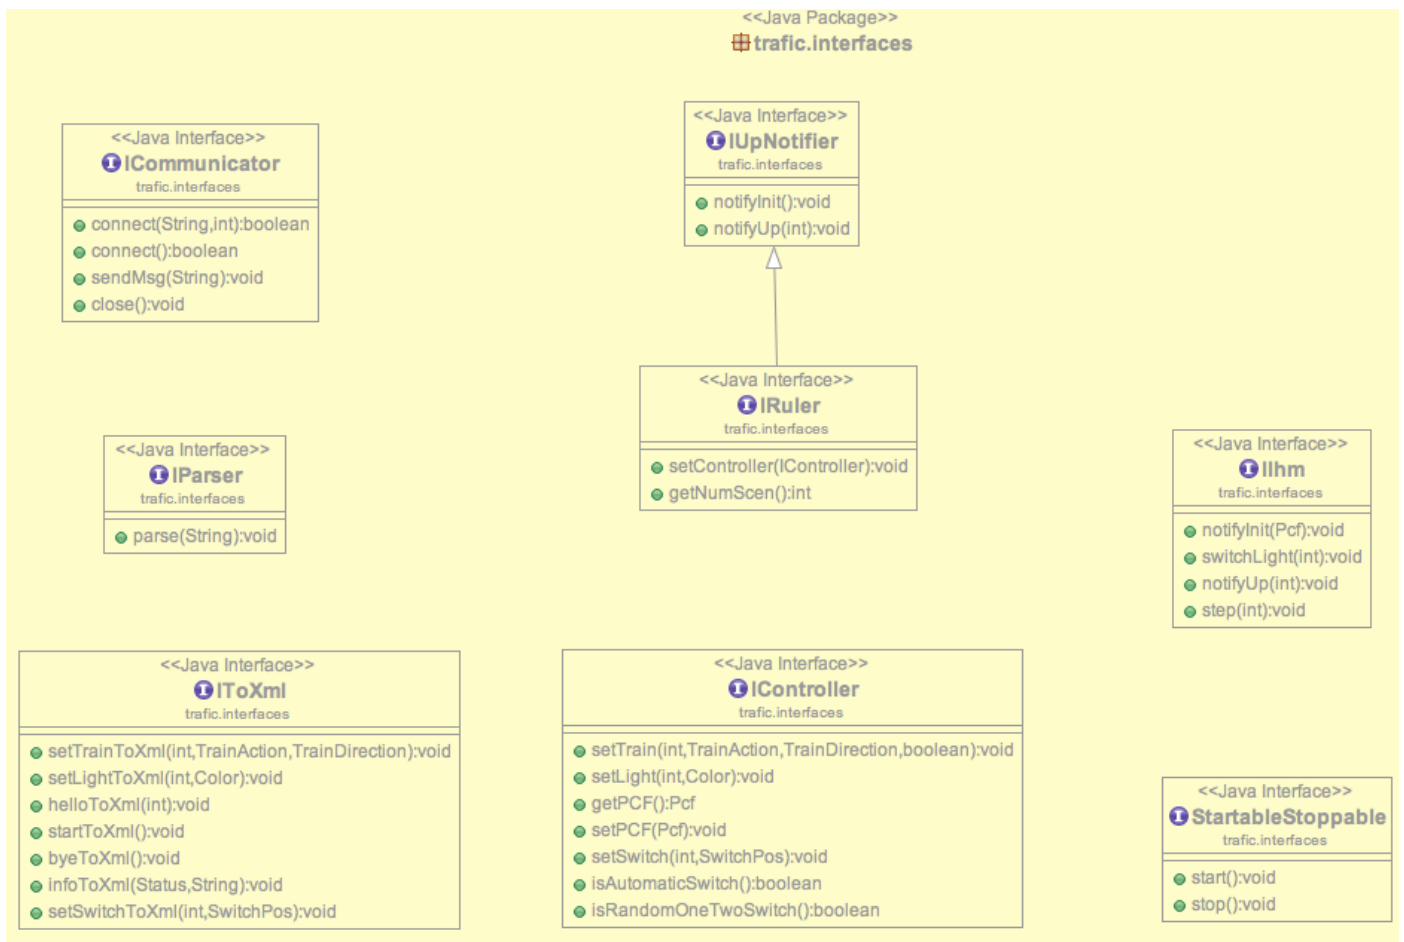 <<Java Package>>
trafic.interfaces
<<Java Interface>>
ICommunicator
trafic.interfaces
connect(String,int):boolean
connect():boolean
sendMsg(String):void
close():void
<<Java Interface>>
IUpNotifier
trafic.interfaces
notifyInit():void
notifyUp(int):void
<<Java Interface>>
IRuler
trafic.interfaces
setController(IController):void
getNumScen():int
<<Java Interface>>
IParser
trafic.interfaces
parse(String):void
<<Java Interface>>
IIhm
trafic.interfaces
notifyInit(Pcf):void
switchLight(int):void
notifyUp(int):void
step(int):void
<<Java Interface>>
IToXml
trafic.interfaces
setTrainToXml(int,TrainAction,TrainDirection):void
setLightToXml(int,Color):void
helloToXml(int):void
startToXml():void
byeToXml():void
infoToXml(Status,String):void
setSwitchToXml(int,SwitchPos):void
<<Java Interface>>
IController
trafic.interfaces
setTrain(int,TrainAction,TrainDirection,boolean):void
setLight(int,Color):void
getPCF():Pcf
setPCF(Pcf):void
setSwitch(int,SwitchPos):void
isAutomaticSwitch():boolean
isRandomOneTwoSwitch():boolean
<<Java Interface>>
StartableStoppable
trafic.interfaces
start():void
stop():void